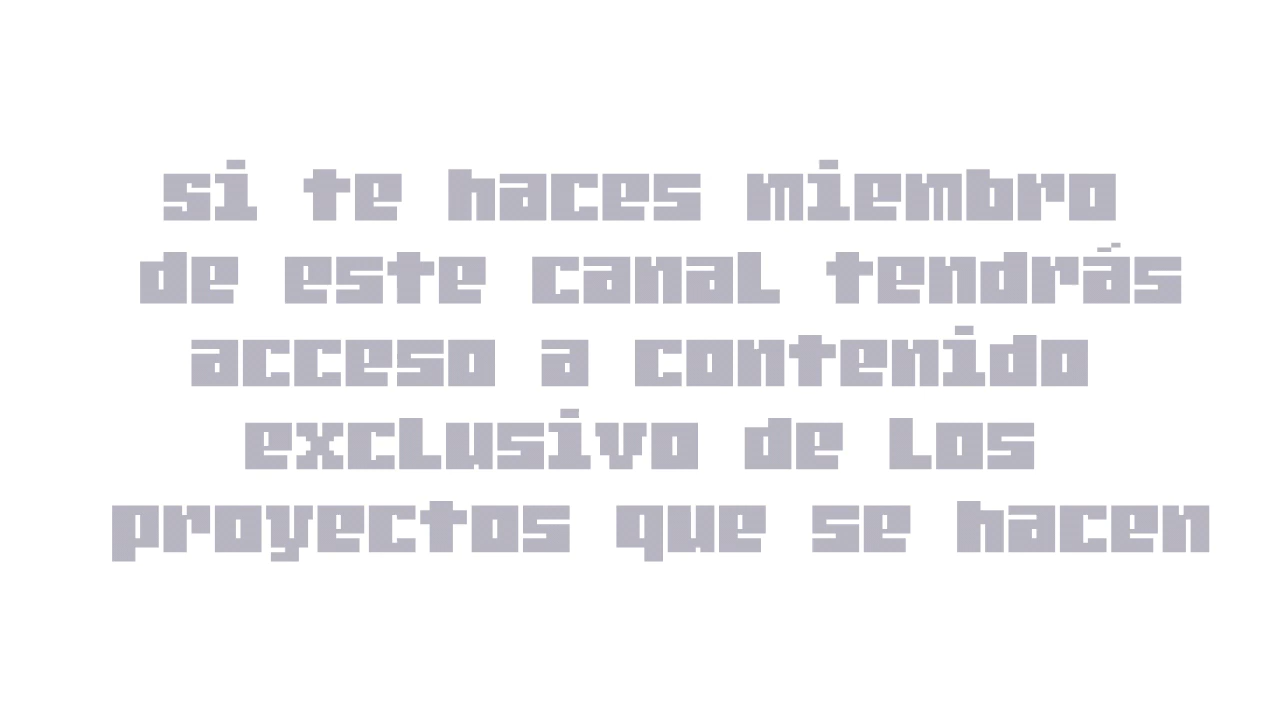 si te haces miembro
de este canal tendrás
acceso a contenido
exclusivo de los
proyectos que se hacen